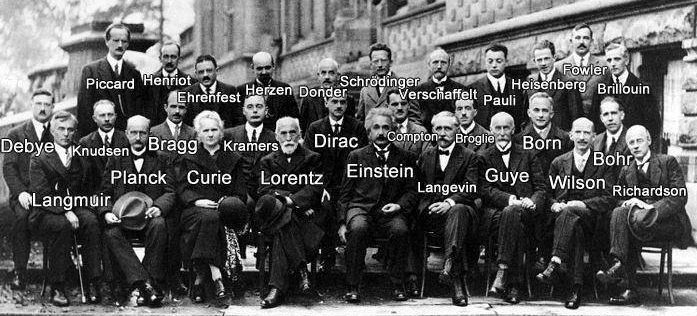 Piccard
Henriot
Ehrenfest
Herzen
Donder
Schrödinger
Verschaffelt
Pauli
Heisenberg
Fowler
Brillouin
Debye
Knudsen
Bragg
Kramers
Dirac
Compton
Broglie
Born
Bohr
Langmuir
Planck
Curie
Lorentz
Einstein
Langevin
Guye
Wilson
Richardson